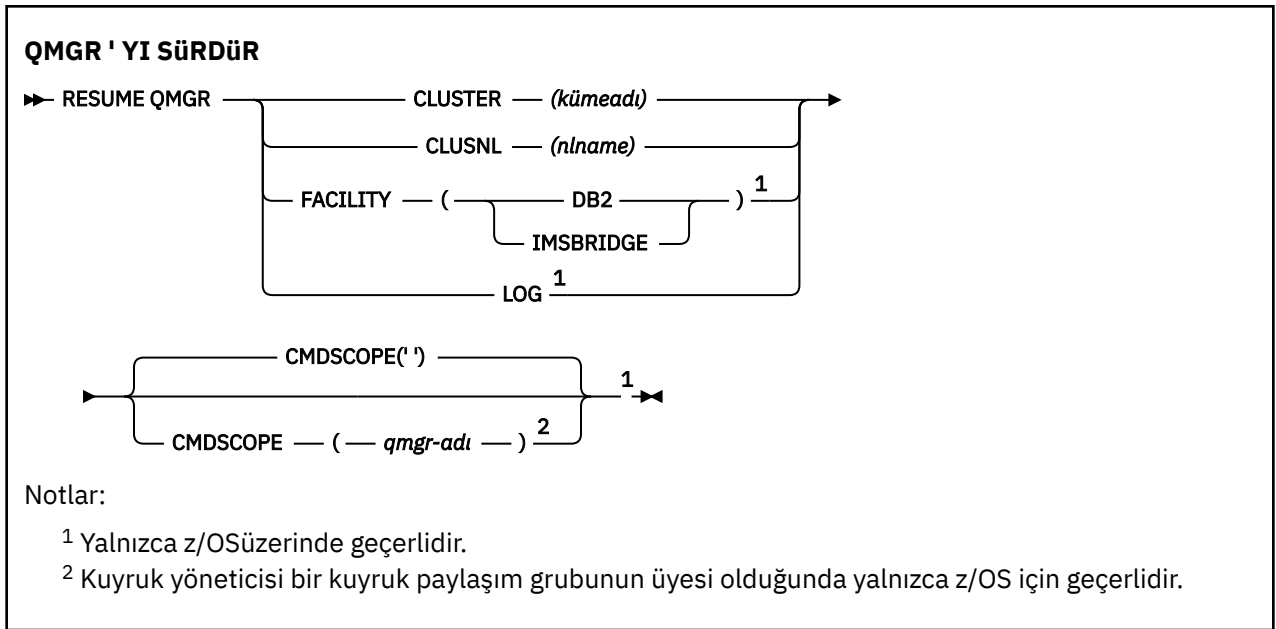 QMGR ' YI SüRDüR
RESUME QMGR CLUSTER (kümeadı)
CLUSNL (nlname)
FACILITY ( DB2 ) 1
IMSBRIDGE
LOG 1
CMDSCOPE(' ')
1
CMDSCOPE ( qmgr-adı ) 2
Notlar:
1 Yalnızca z/OSüzerinde geçerlidir.
2 Kuyruk yöneticisi bir kuyruk paylaşım grubunun üyesi olduğunda yalnızca z/OS için geçerlidir.